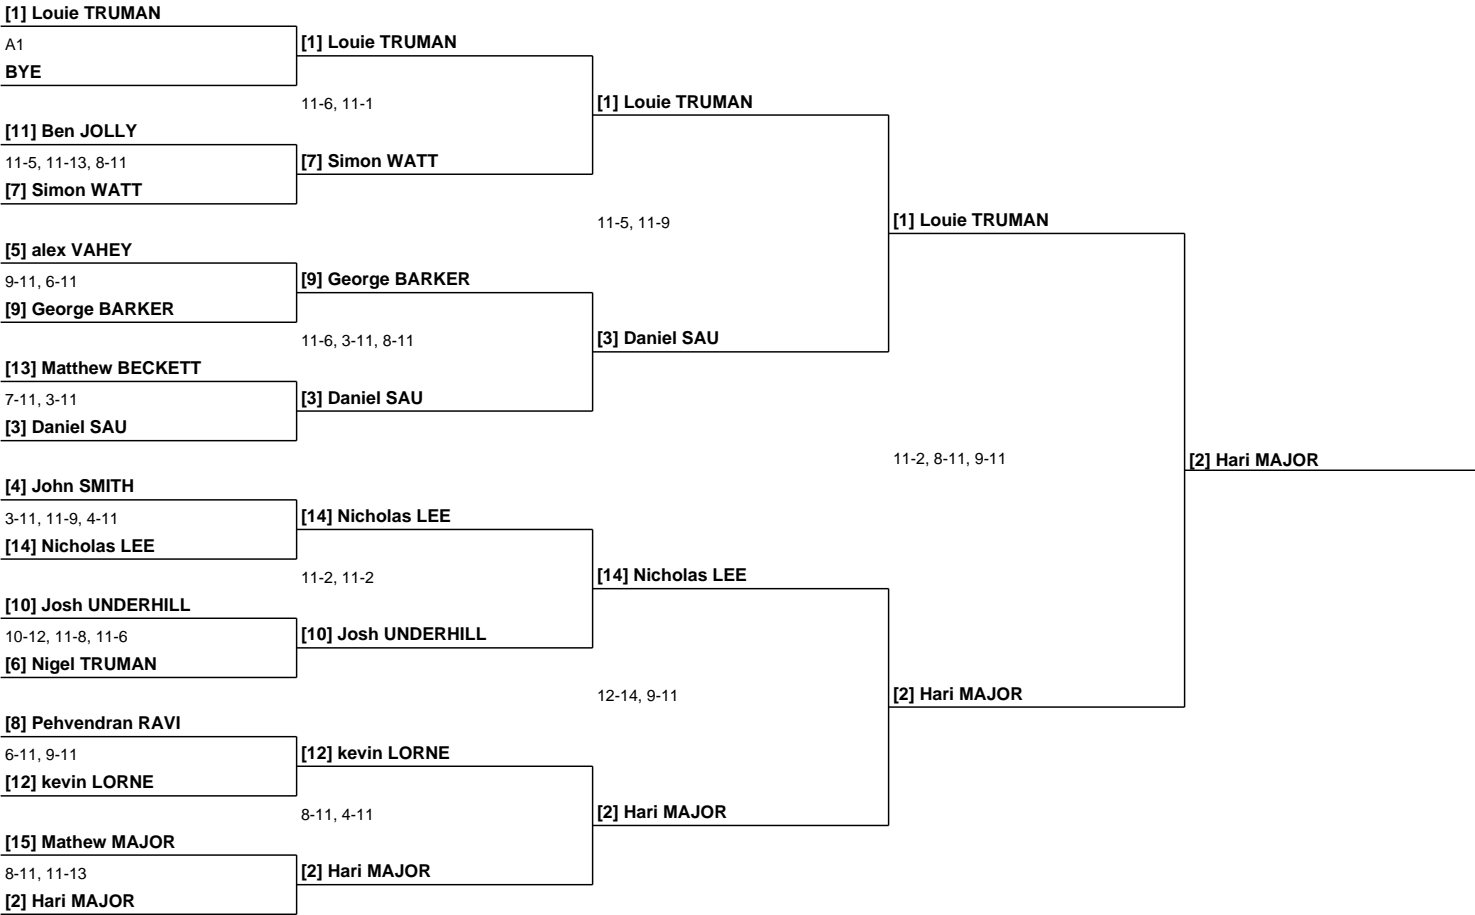 [1] Louie TRUMAN
A1
BYE
[11] Ben JOLLY
11-5, 11-13, 8-11
[7] Simon WATT
[5] alex VAHEY
9-11, 6-11
[9] George BARKER
[13] Matthew BECKETT
7-11, 3-11
[3] Daniel SAU
[4] John SMITH
3-11, 11-9, 4-11
[14] Nicholas LEE
[10] Josh UNDERHILL
10-12, 11-8, 11-6
[6] Nigel TRUMAN
[8] Pehvendran RAVI
6-11, 9-11
[12] kevin LORNE
[15] Mathew MAJOR
8-11, 11-13
[2] Hari MAJOR
[1] Louie TRUMAN
11-6, 11-1
[7] Simon WATT
[9] George BARKER
11-6, 3-11, 8-11
[3] Daniel SAU
[14] Nicholas LEE
11-2, 11-2
[10] Josh UNDERHILL
[12] kevin LORNE
8-11, 4-11
[2] Hari MAJOR
[1] Louie TRUMAN
11-5, 11-9
[3] Daniel SAU
[14] Nicholas LEE
12-14, 9-11
[2] Hari MAJOR
[1] Louie TRUMAN
11-2, 8-11, 9-11
[2] Hari MAJOR
[2] Hari MAJOR